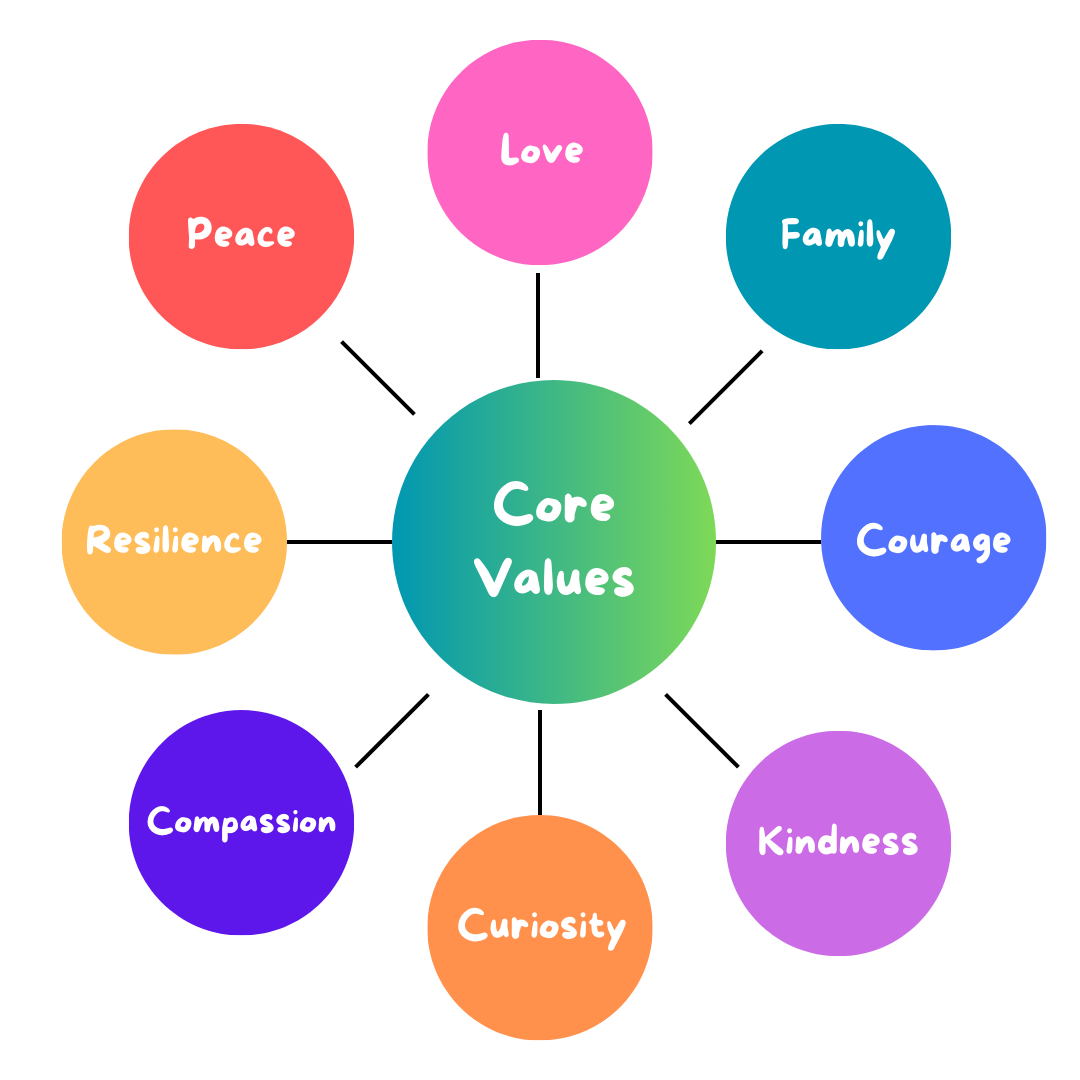 Love
Peace
Family
Core
Values
Resilience
Courage
Compassion
Kindness
Curiosity